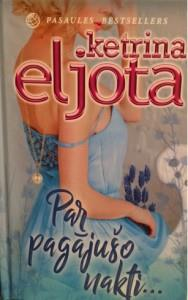 PASAULES BESTSELLERS
ketrina
eljota
Par
pagājušo
nakti...